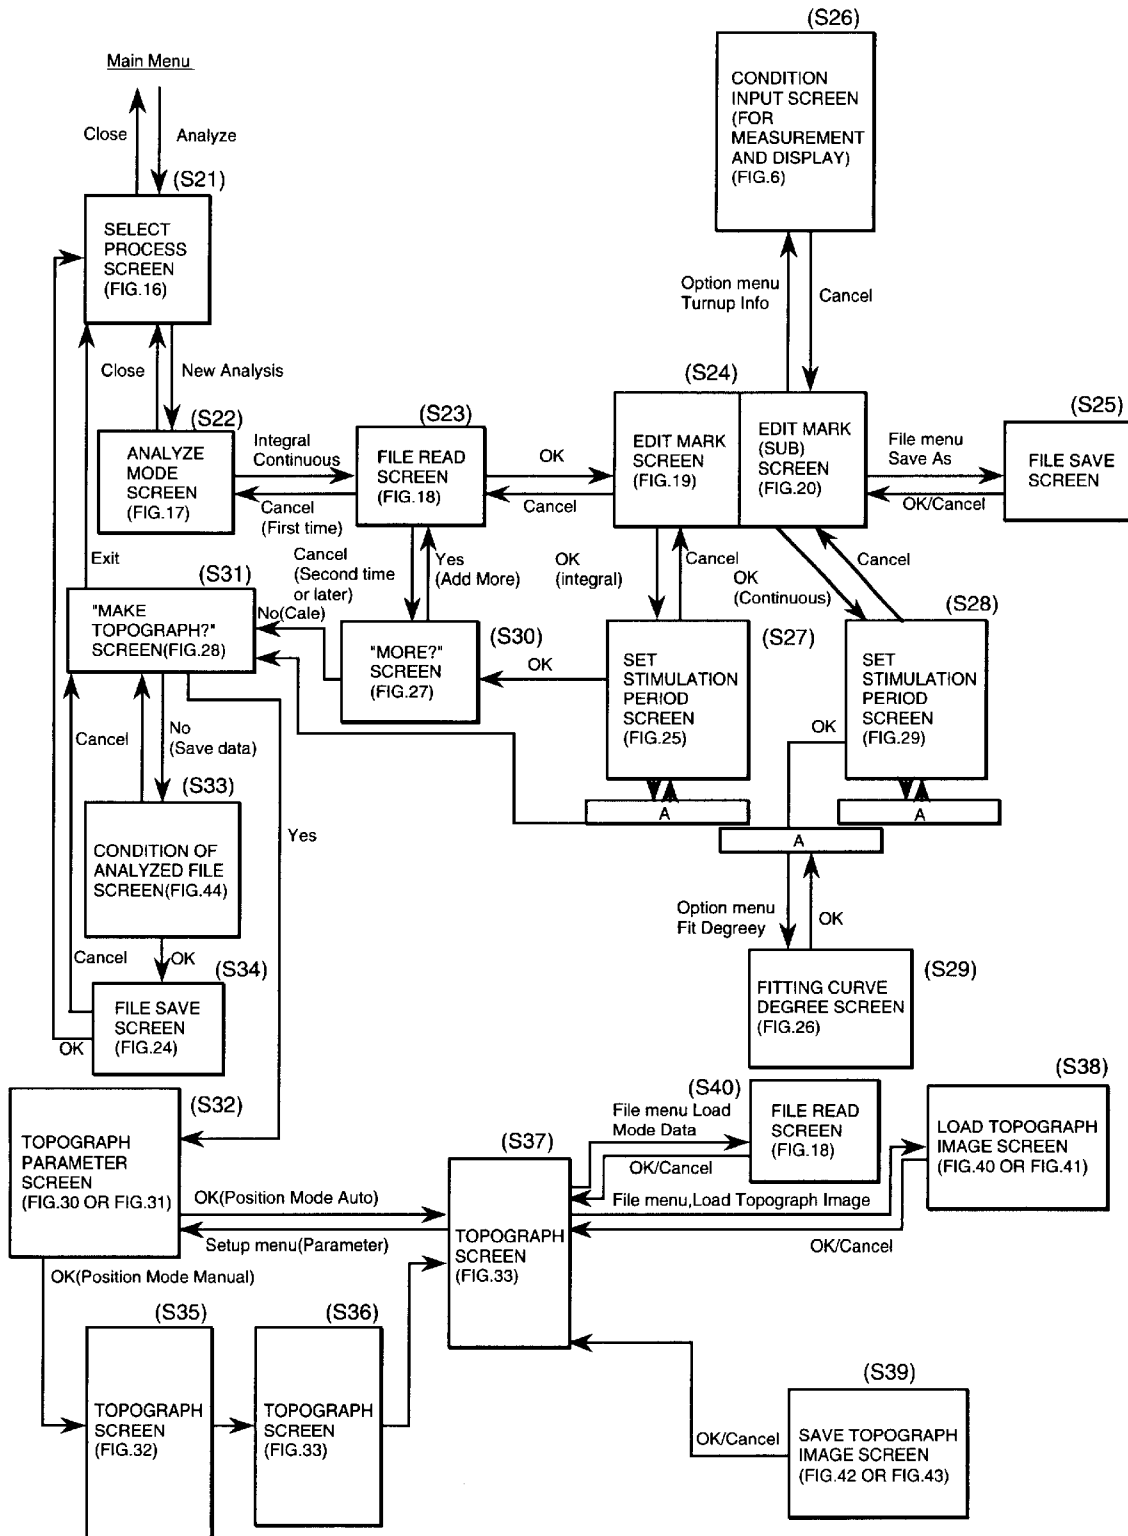 (S26)
CONDITION
INPUT SCREEN
(FOR
MEASUREMENT
AND DISPLAY)
(FIG.6)
Main Menu
Close
Analyze
(S21)
SELECT
PROCESS
SCREEN
(FIG.16)
Option menu
Turnup Info
Cancel
Close
New Analysis
(S22)
ANALYZE
MODE
SCREEN
(FIG.17)
Integral
Continuous
Cancel
(First time)
(S23)
FILE READ
SCREEN
(FIG.18)
OK
Cancel
(S24)
EDIT MARK
SCREEN
(FIG.19)
EDIT MARK
(SUB)
SCREEN
(FIG.20)
File menu
Save As
OK/Cancel
(S25)
FILE SAVE
SCREEN
Exit
Cancel
(Second time
or later)
Yes
(Add More)
OK
(integral)
Cancel
OK
(Continuous)
Cancel
(S31)
"MAKE
TOPOGRAPH?"
SCREEN(FIG.28)
No(Cale)
(S30)
"MORE?"
SCREEN
(FIG.27)
OK
(S27)
SET
STIMULATION
PERIOD
SCREEN
(FIG.25)
(S28)
SET
STIMULATION
PERIOD
SCREEN
(FIG.29)
OK
A
A
A
Cancel
No
(Save data)
(S33)
CONDITION OF
ANALYZED FILE
SCREEN(FIG.44)
Yes
Cancel
OK
(S34)
FILE SAVE
SCREEN
(FIG.24)
OK
Option menu
Fit Degreey
OK
(S29)
FITTING CURVE
DEGREE SCREEN
(FIG.26)
(S32)
TOPOGRAPH
PARAMETER
SCREEN
(FIG.30 OR FIG.31)
OK(Position Mode Auto)
Setup menu(Parameter)
OK(Position Mode Manual)
(S37)
TOPOGRAPH
SCREEN
(FIG.33)
File menu Load
Mode Data
OK/Cancel
(S40)
FILE READ
SCREEN
(FIG.18)
File menu,Load Topograph Image
OK/Cancel
(S38)
LOAD TOPOGRAPH
IMAGE SCREEN
(FIG.40 OR FIG.41)
(S35)
TOPOGRAPH
SCREEN
(FIG.32)
(S36)
TOPOGRAPH
SCREEN
(FIG.33)
OK/Cancel
(S39)
SAVE TOPOGRAPH
IMAGE SCREEN
(FIG.42 OR FIG.43)